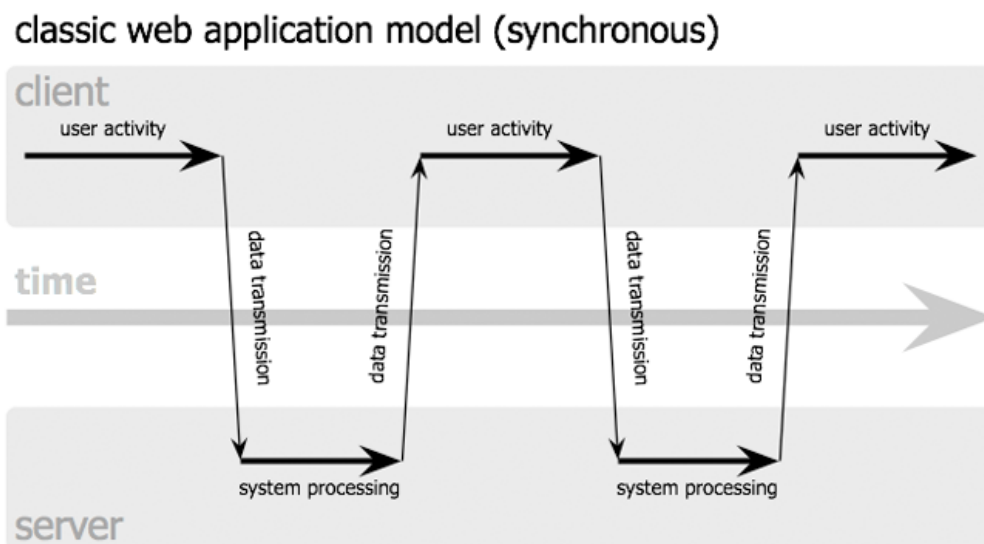 classic web application model (synchronous)
client
user activity
user activity
user activity
data transmission
data transmission
data transmission
data transmission
time
system processing
system processing
server